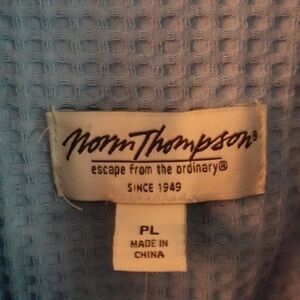 Norm Thompson®
escape from the ordinary®
SINCE 1949
PL
MADE IN
CHINA